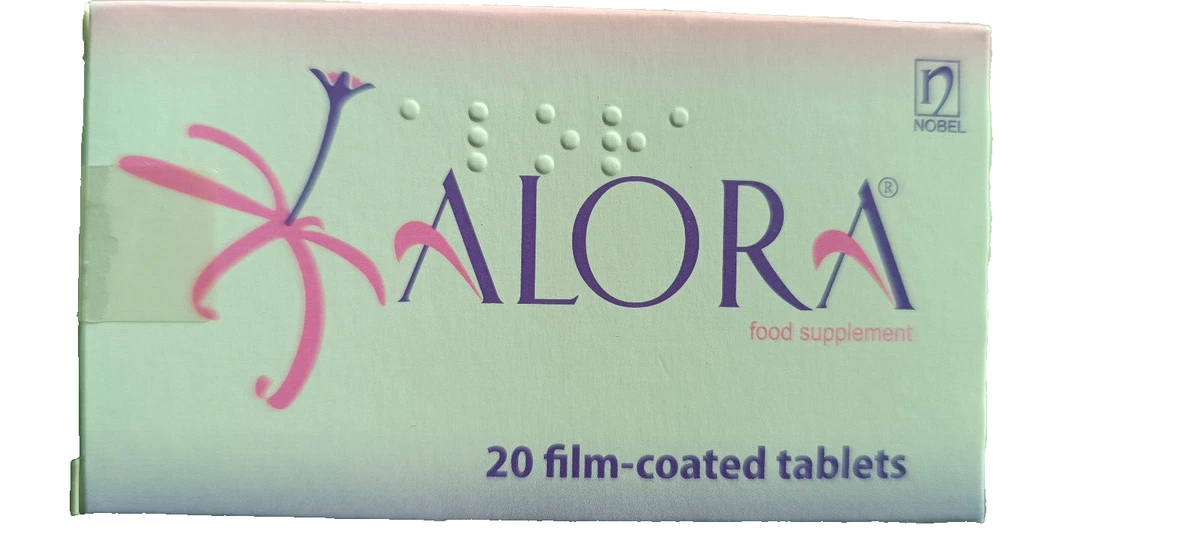 ⠁⠇⠕⠗⠁
NOBEL
ALORA®
food supplement
20 film-coated tablets